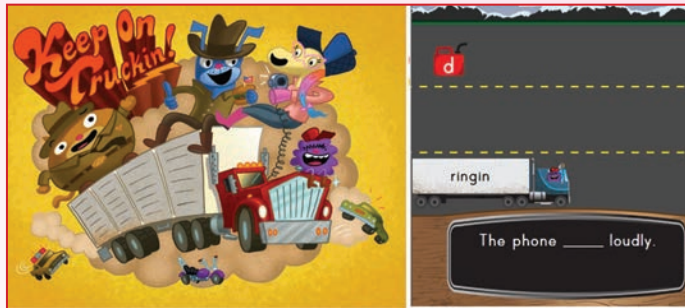 Keep On
Truckin!
d
ringin
The phone _____ loudly.